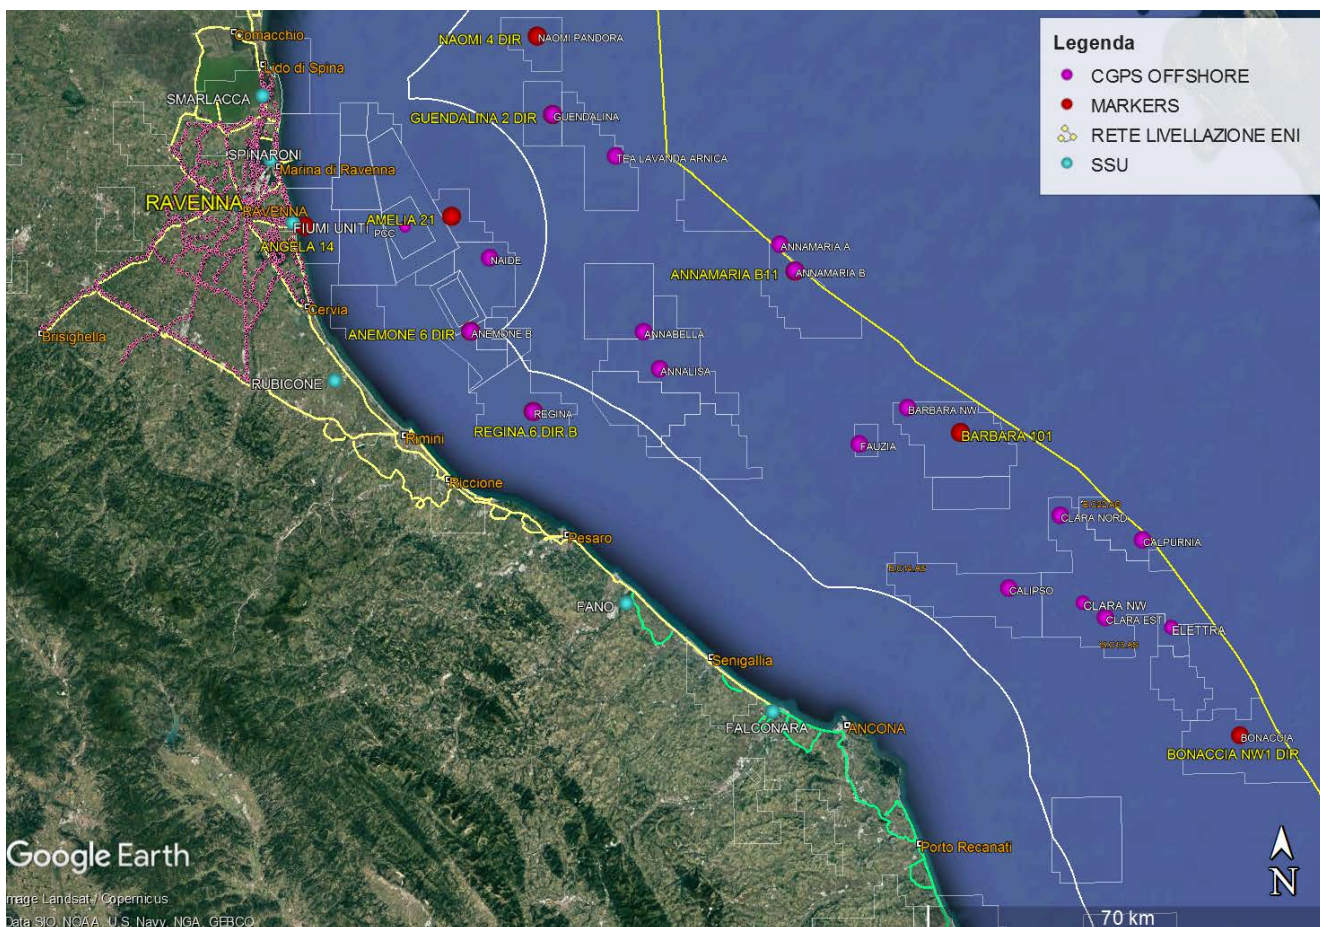 Comacchio
NAOMI 4 DIR
NAOMI PANDORA
Legenda
CGPS OFFSHORE
MARKERS
RETE LIVELLAZIONE ENI
SSU
Lido di Spina
SMARLACCA
GUENDALINA 2 DIR
GUENDALINA
SPINARONI
Marina di Ravenna
TEA LAVANDA ARNICA
RAVENNA
RAVENNA
FIUMI UNITI
PCC
AMELIA 21
ANGELA 14
NAIDE
ANNAMARIA A
ANNAMARIA B11
ANNAMARIA B
Cervia
Brisighella
ANEMONE 6 DIR
ANEMONE B
ANNABELLA
ANNALISA
RUBICONE
REGINA
REGINA 6 DIR B
BARBARA NW
BARBARA 101
FAUZIA
Rimini
Riccione
CLARA NORD
CALPURNIA
Pesaro
CALIPSO
FANO
CLARA NW
CLARA EST
ELETTRA
Senigallia
FALCONARA
ANCONA
BONACCIA
BONACCIA NW1 DIR
Porto Recanati
Google Earth
Image Landsat / Copernicus
Data SIO, NOAA, U.S. Navy, NGA, GEBCO
N
70 km